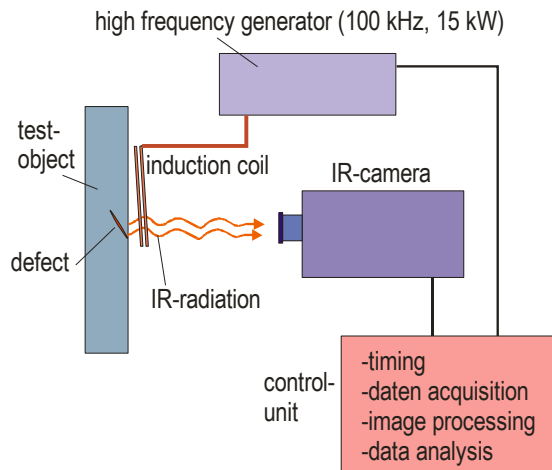 high frequency generator (100 kHz, 15 kW)
test-
object
induction coil
IR-camera
defect
IR-radiation
control-
unit
-timing
-daten acquisition
-image processing
-data analysis